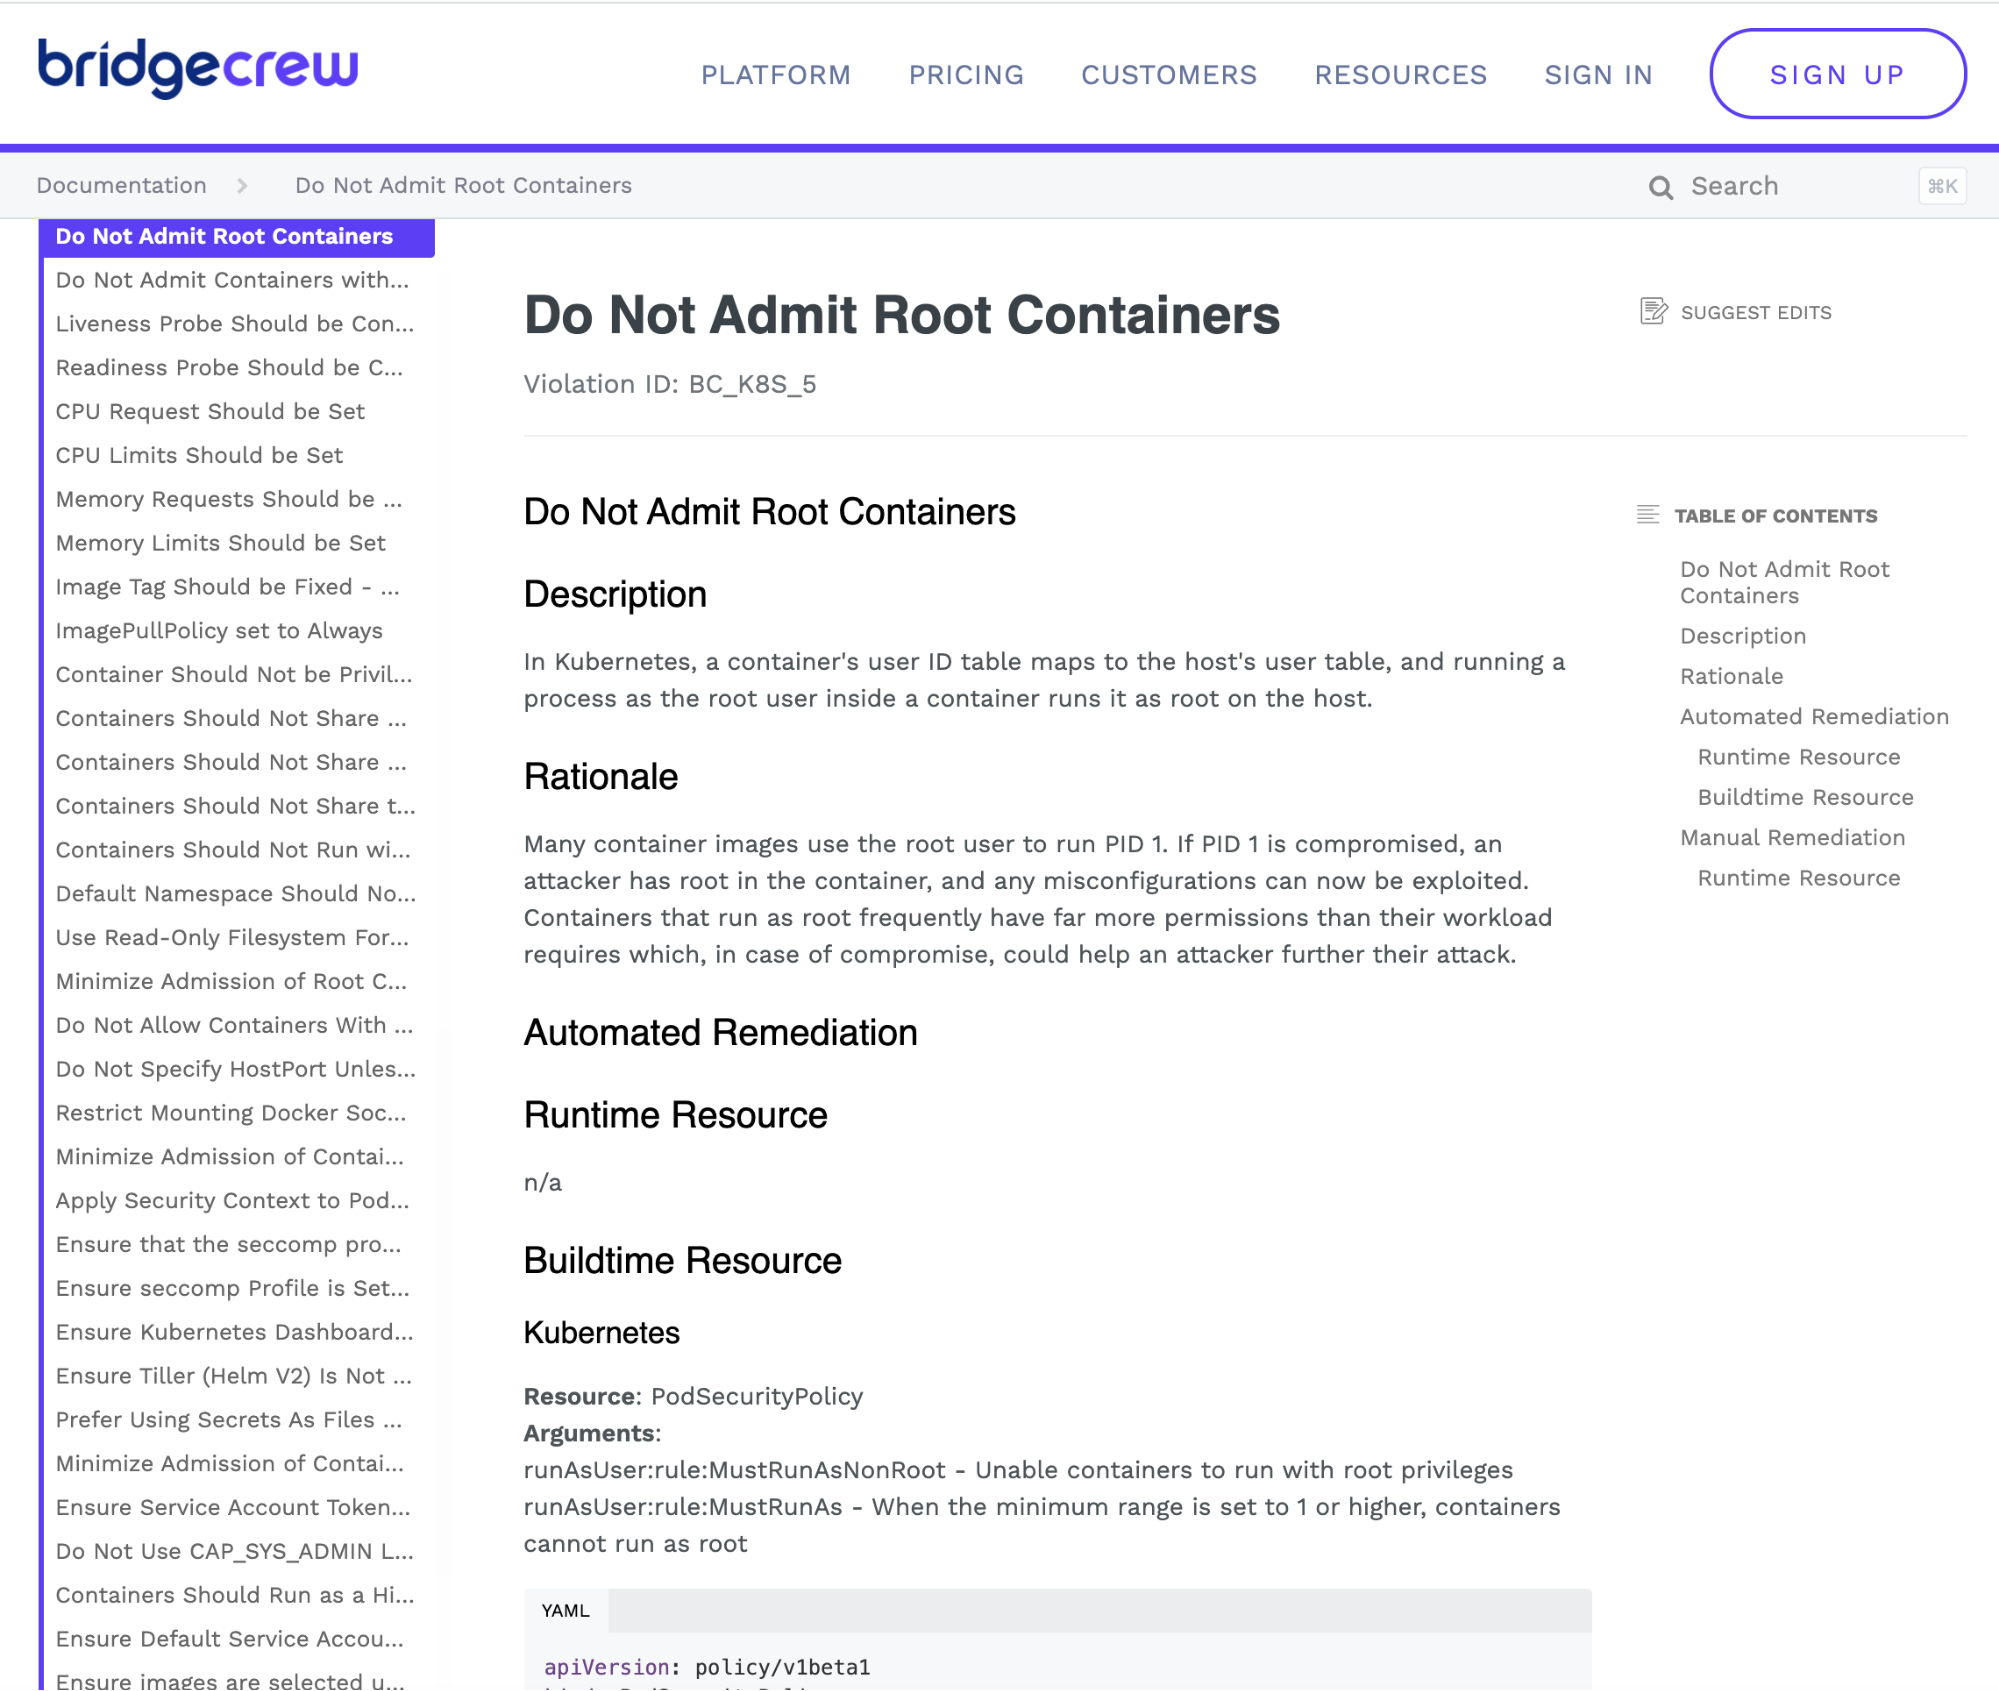 bridgecrew
PLATFORM
PRICING
CUSTOMERS
RESOURCES
SIGN IN
SIGN UP
Documentation
Do Not Admit Root Containers
Search
⌘K
Do Not Admit Root Containers
Do Not Admit Containers with...
Liveness Probe Should be Con...
Readiness Probe Should be C...
CPU Request Should be Set
CPU Limits Should be Set
Memory Requests Should be ...
Memory Limits Should be Set
Image Tag Should be Fixed - ...
ImagePullPolicy set to Always
Container Should Not be Privil...
Containers Should Not Share ...
Containers Should Not Share ...
Containers Should Not Share t...
Containers Should Not Run wi...
Default Namespace Should No...
Use Read-Only Filesystem For...
Minimize Admission of Root C...
Do Not Allow Containers With ...
Do Not Specify HostPort Unles...
Restrict Mounting Docker Soc...
Minimize Admission of Contai...
Apply Security Context to Pod...
Ensure that the seccomp pro...
Ensure seccomp Profile is Set...
Ensure Kubernetes Dashboard...
Ensure Tiller (Helm V2) Is Not ...
Prefer Using Secrets As Files ...
Minimize Admission of Contai...
Ensure Service Account Token...
Do Not Use CAP_SYS_ADMIN L...
Containers Should Run as a Hi...
Ensure Default Service Accou...
Ensure images are selected u...
Do Not Admit Root Containers
Violation ID: BC_K8S_5
SUGGEST EDITS
Do Not Admit Root Containers
Description
In Kubernetes, a container's user ID table maps to the host's user table, and running a
process as the root user inside a container runs it as root on the host.
Rationale
Many container images use the root user to run PID 1. If PID 1 is compromised, an
attacker has root in the container, and any misconfigurations can now be exploited.
Containers that run as root frequently have far more permissions than their workload
requires which, in case of compromise, could help an attacker further their attack.
Automated Remediation
Runtime Resource
n/a
Buildtime Resource
Kubernetes
Resource: PodSecurityPolicy
Arguments:
runAsUser:rule:MustRunAsNonRoot - Unable containers to run with root privileges
runAsUser:rule:MustRunAs - When the minimum range is set to 1 or higher, containers
cannot run as root
YAML
apiVersion: policy/v1beta1
TABLE OF CONTENTS
Do Not Admit Root
Containers
Description
Rationale
Automated Remediation
Runtime Resource
Buildtime Resource
Manual Remediation
Runtime Resource